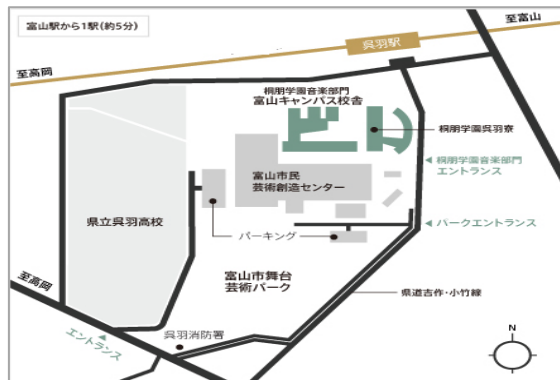 富山駅から1駅(約5分)
至富山
呉羽駅
至高岡
桐朋学園音楽部門
富山キャンパス校舎
桐朋学園呉羽寮
桐朋学園音楽部門
エントランス
富山市民
芸術創造センター
県立呉羽高校
パークエントランス
パーキング
富山市舞台
芸術パーク
至高岡
県道吉作・小竹線
エントランス
呉羽消防署
N